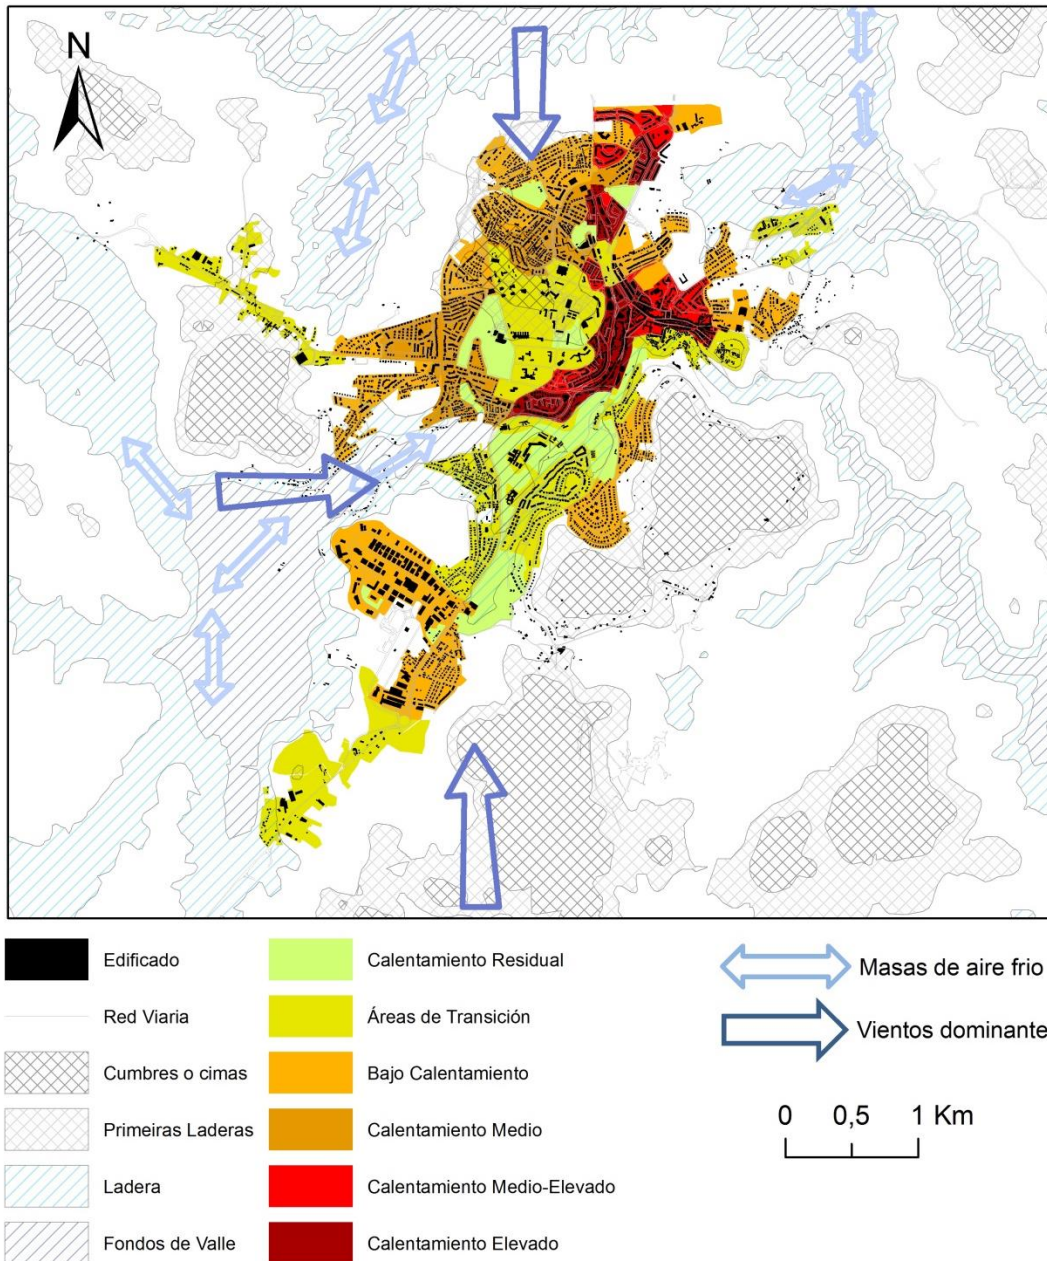 N
Edificado
Red Viaria
Cumbres o cimas
Primeiras Laderas
Ladera
Fondos de Valle
Calentamiento Residual
Áreas de Transición
Bajo Calentamiento
Calentamiento Medio
Calentamiento Medio-Elevado
Calentamiento Elevado
Masas de aire frio
Vientos dominante
0 0,5 1 Km